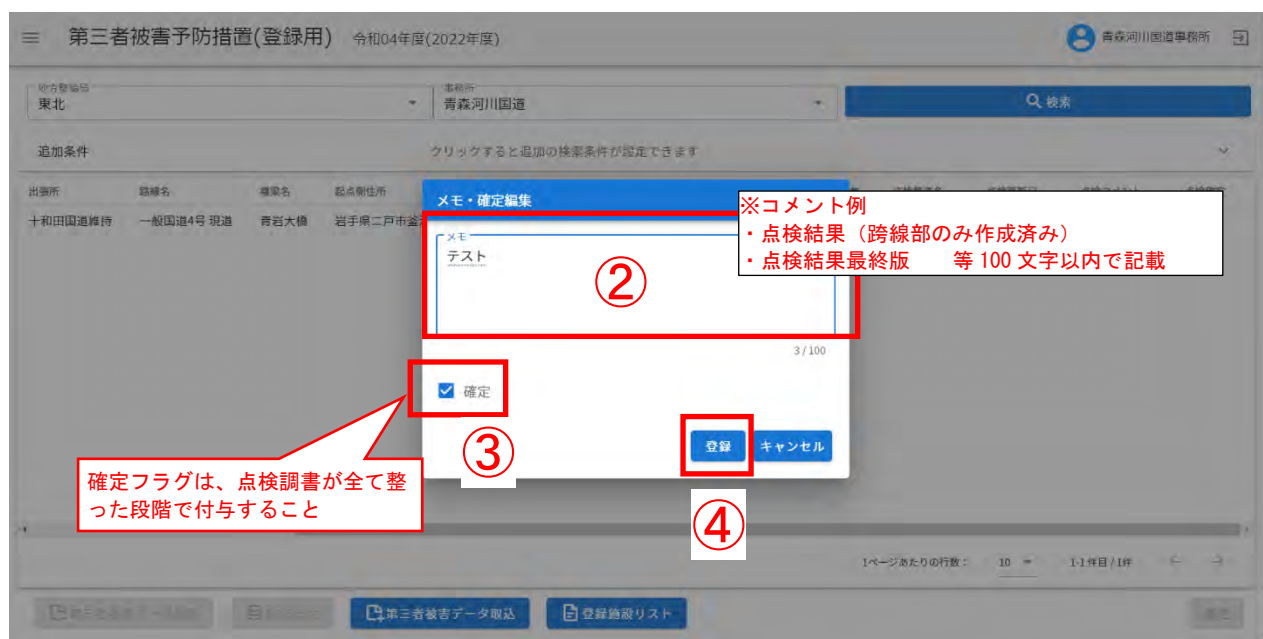 第三者被害予防措置(登録用) 令和04年度(2022年度)
青森河川国道事務所
地方整備局
東北
事務所
青森河川国道
検索
追加条件
クリックすると追加の検索条件が設定できます
出張所 路線名 橋梁名 起点側住所
十和田国道維持 一般国道4号 現道 青岩大橋 岩手県二戸市釜
メモ・確定編集
※コメント例
・点検結果(跨線部のみ作成済み)
・点検結果最終版 等 100 文字以内で記載
メモ
テスト
②
3 / 100
確定
③
登録 キャンセル
④
確定フラグは、点検調書が全て整
った段階で付与すること
1ページあたりの行数: 10 1-1件目 / 1件
第三者被害データ取込 登録施設リスト